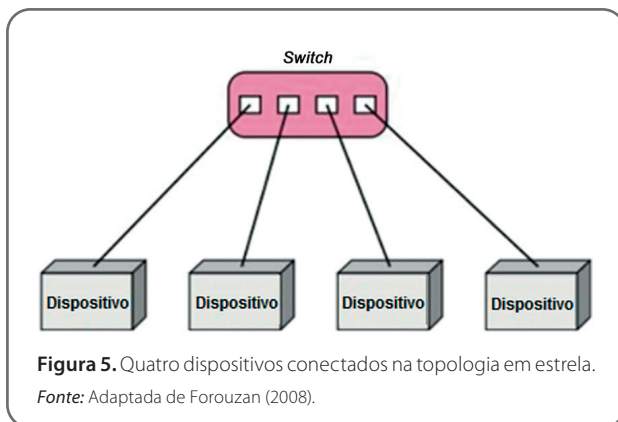 Switch
Dispositivo
Dispositivo
Dispositivo
Dispositivo
Figura 5. Quatro dispositivos conectados na topologia em estrela.
Fonte: Adaptada de Forouzan (2008).